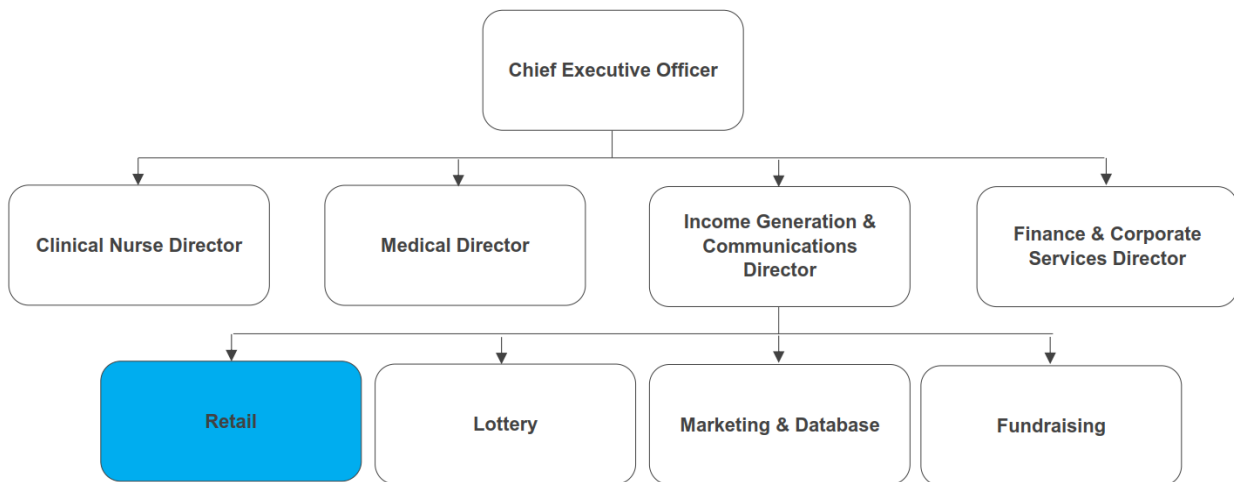 Chief Executive Officer
Clinical Nurse Director
Medical Director
Income Generation &
Communications
Director
Finance & Corporate
Services Director
Retail
Lottery
Marketing & Database
Fundraising